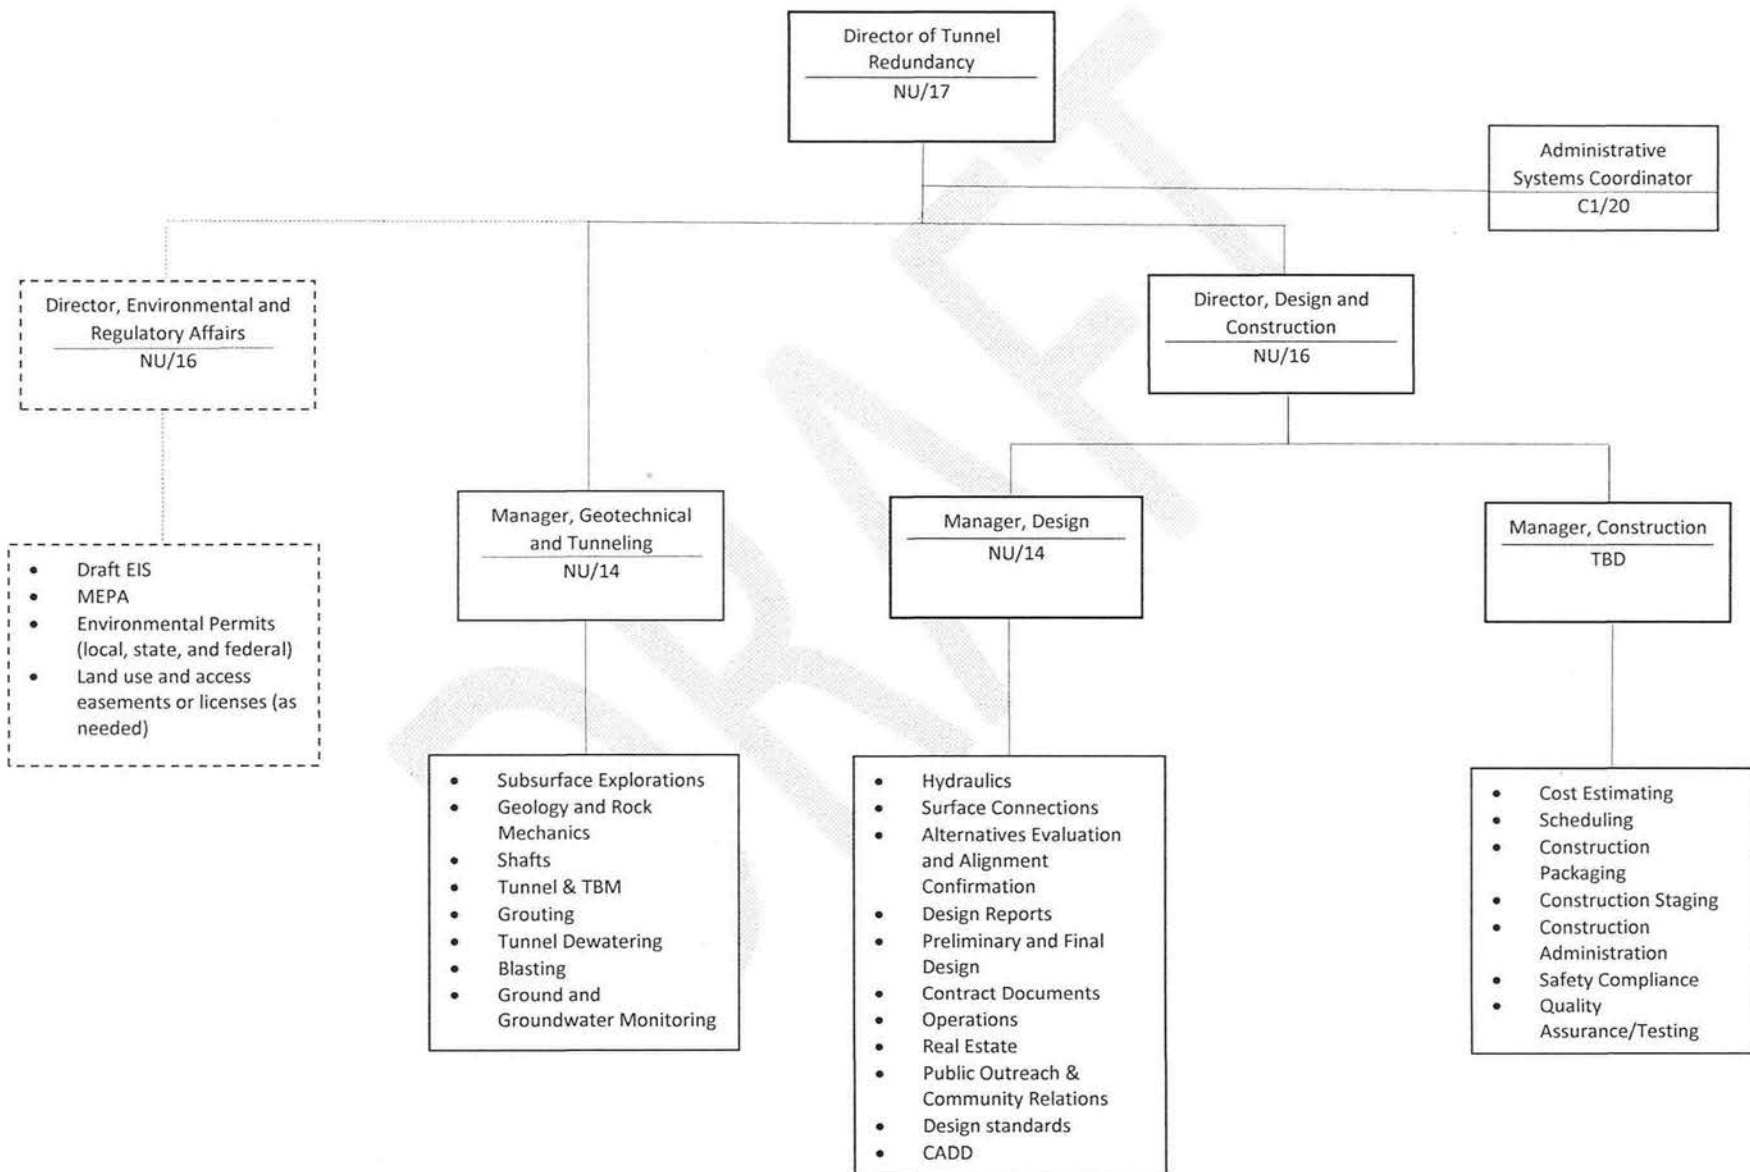 Director of Tunnel
Redundancy
NU/17
Administrative
Systems Coordinator
C1/20
Director, Environmental and
Regulatory Affairs
NU/16
Director, Design and
Construction
NU/16
Manager, Geotechnical
and Tunneling
NU/14
Manager, Design
NU/14
Manager, Construction
TBD
• Draft EIS
• MEPA
• Environmental Permits
(local, state, and federal)
• Land use and access
easements or licenses (as
needed)
• Subsurface Explorations
• Geology and Rock
Mechanics
• Shafts
• Tunnel & TBM
• Grouting
• Tunnel Dewatering
• Blasting
• Ground and
Groundwater Monitoring
• Hydraulics
• Surface Connections
• Alternatives Evaluation
and Alignment
Confirmation
• Design Reports
• Preliminary and Final
Design
• Contract Documents
• Operations
• Real Estate
• Public Outreach &
Community Relations
• Design standards
• CADD
• Cost Estimating
• Scheduling
• Construction
Packaging
• Construction Staging
• Construction
Administration
• Safety Compliance
• Quality
Assurance/Testing
DRAFT